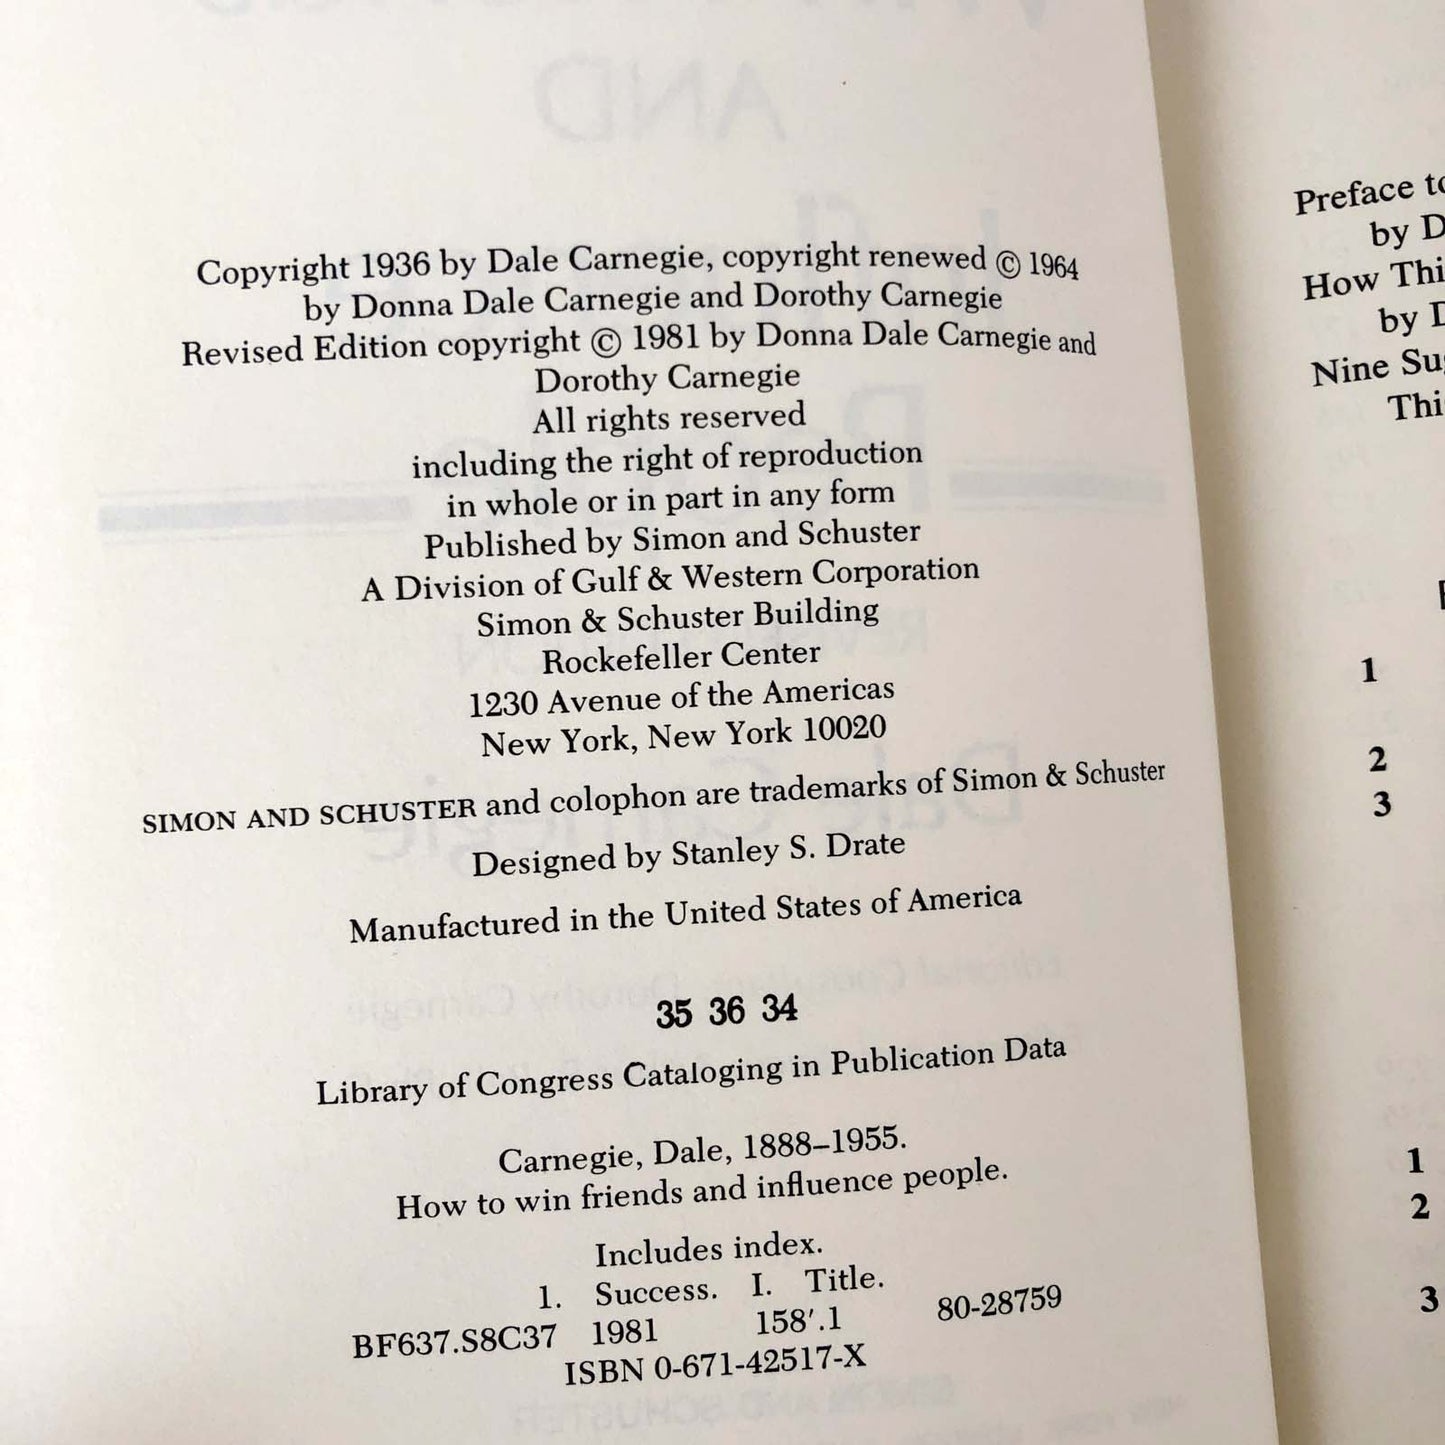 Copyright 1936 by Dale Carnegie, copyright renewed © 1964
by Donna Dale Carnegie and Dorothy Carnegie
Revised Edition copyright © 1981 by Donna Dale Carnegie and
Dorothy Carnegie
All rights reserved
including the right of reproduction
in whole or in part in any form
Published by Simon and Schuster
A Division of Gulf & Western Corporation
Simon & Schuster Building
Rockefeller Center
1230 Avenue of the Americas
New York, New York 10020
SIMON AND SCHUSTER and colophon are trademarks of Simon & Schuster
Designed by Stanley S. Drate
Manufactured in the United States of America
35 36 34
Library of Congress Cataloging in Publication Data
Carnegie, Dale, 1888–1955.
How to win friends and influence people.
Includes index.
1. Success. I. Title.
BF637.S8C37 1981 158′.1 80-28759
ISBN 0-671-42517-X
Preface to
by D
How Thi
by D
Nine Sug
Thi
1
2
3
1
2
3